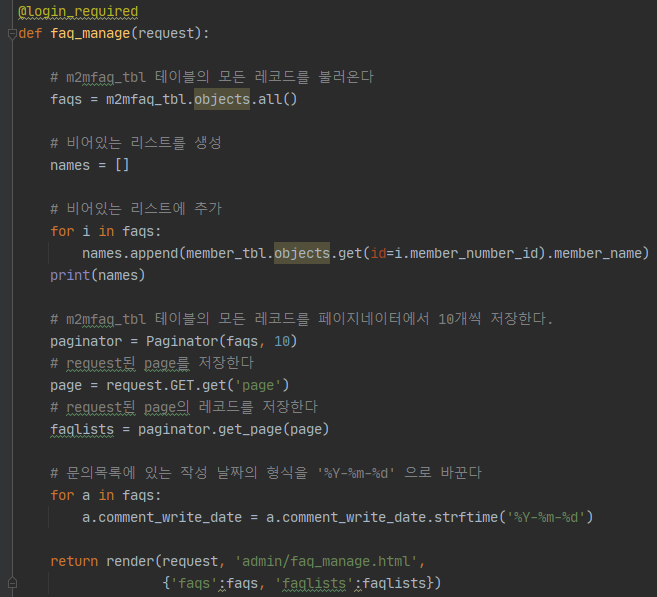 @login_required
def faq_manage(request):
# m2mfaq_tbl 테이블의 모든 레코드를 불러온다
faqs = m2mfaq_tbl.objects.all()
# 비어있는 리스트를 생성
names = []
# 비어있는 리스트에 추가
for i in faqs:
names.append(member_tbl.objects.get(id=i.member_number_id).member_name)
print(names)
# m2mfaq_tbl 테이블의 모든 레코드를 페이지네이터에서 10개씩 저장한다.
paginator = Paginator(faqs, 10)
# request된 page를 저장한다
page = request.GET.get('page')
# request된 page의 레코드를 저장한다
faqlists = paginator.get_page(page)
# 문의목록에 있는 작성 날짜의 형식을 '%Y-%m-%d' 으로 바꾼다
for a in faqs:
a.comment_write_date = a.comment_write_date.strftime('%Y-%m-%d')
return render(request, 'admin/faq_manage.html',
{'faqs':faqs, 'faqlists':faqlists})